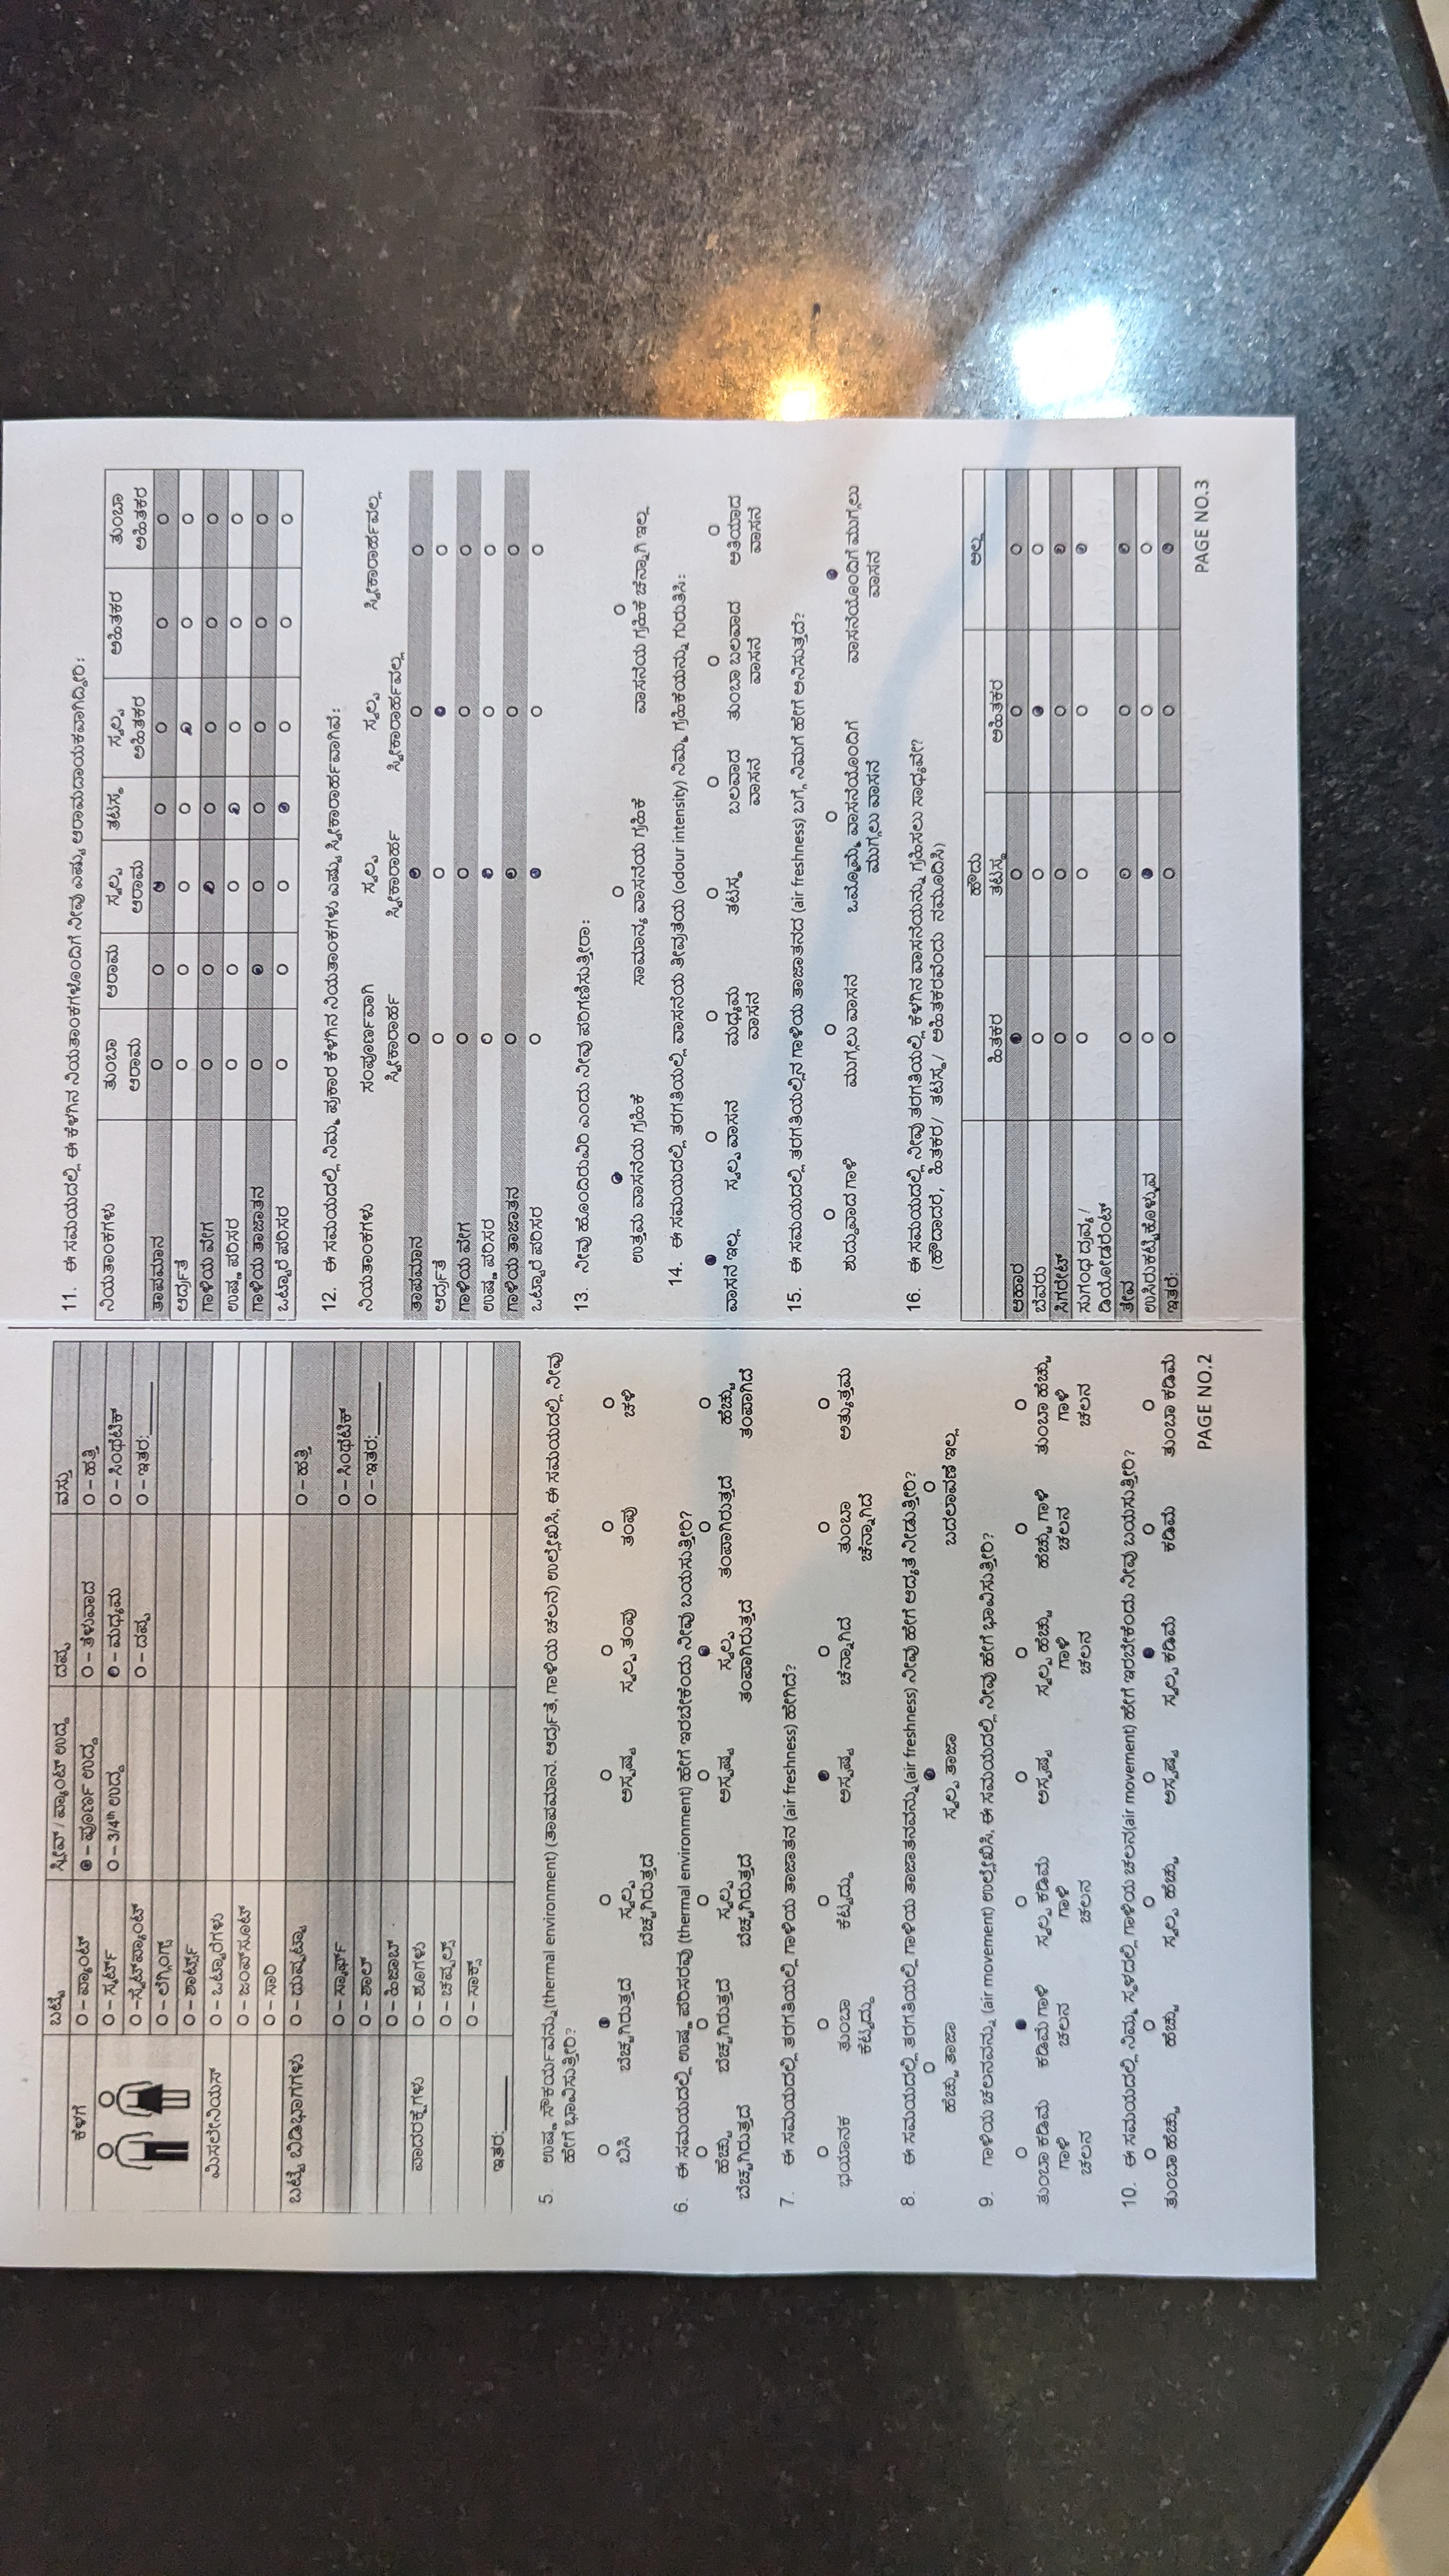 ಕೆಳಗೆ ಬಟ್ಟೆ ಸ್ಲೀವ್ / ಪ್ಯಾಂಟ್ ಉದ್ದ ದಪ್ಪ ವಸ್ತು
O – ಪ್ಯಾಂಟ್ – ಪೂರ್ಣ ಉದ್ದ O – ತೆಳುವಾದ O – ಹತ್ತಿ
O – ಸ್ಕರ್ಟ್ O – 3/4th ಉದ್ದ – ಮಧ್ಯಮ O – ಸಿಂಥಟಿಕ್
O –ಸ್ವೆಟ್‌ಪ್ಯಾಂಟ್ O – ದಪ್ಪ O – ಇತರ:____
O – ಲೆಗ್ಗಿಂಗ್ಸ್
O – ಶಾರ್ಟ್ಸ್
ಮಿಸಲೇನಿಯಸ್ O – ಒಟ್ಟಾರೆಗಳು
O – ಜಂಪ್‌ಸೂಟ್
O – ಸಾರಿ
ಬಟ್ಟೆ ಬಿಡಿಭಾಗಗಳು O – ದುಪ್ಪಟ್ಟಾ O – ಹತ್ತಿ
O – ಸ್ಕಾರ್ಫ್ O – ಸಿಂಥಟಿಕ್
O – ಶಾಲ್ O – ಇತರ:____
O – ಹಿಜಾಬ್
ಪಾದರಕ್ಷೆಗಳು O – ಶೂಗಳು
O – ಚಪ್ಪಲ್ಸ್
O – ಸಾಕ್ಸ್
ಇತರ:____
5. ಉಷ್ಣ ಸೌಕರ್ಯವನ್ನು(thermal environment) (ತಾಪಮಾನ. ಆರ್ದ್ರತೆ, ಗಾಳಿಯ ಚಲನೆ) ಉಲ್ಲೇಖಿಸಿ, ಈ ಸಮಯದಲ್ಲಿ ನೀವು
ಹೇಗೆ ಭಾವಿಸುತ್ತೀರಿ?
ಬಿಸಿ ಬೆಚ್ಚಗಿರುತ್ತದೆ ಸ್ವಲ್ಪ ಅಸ್ಪಷ್ಟ ಸ್ವಲ್ಪ ತಂಪು ತಂಪು ಚಳಿ
ಬೆಚ್ಚಗಿರುತ್ತದೆ
6. ಈ ಸಮಯದಲ್ಲಿ ಉಷ್ಣ ಪರಿಸರವು (thermal environment) ಹೇಗೆ ಇರಬೇಕೆಂದು ನೀವು ಬಯಸುತ್ತೀರಿ?
ಹೆಚ್ಚು ಬೆಚ್ಚಗಿರುತ್ತದೆ ಸ್ವಲ್ಪ ಅಸ್ಪಷ್ಟ ಸ್ವಲ್ಪ ತಂಪಾಗಿರುತ್ತದೆ ಹೆಚ್ಚು
ಬೆಚ್ಚಗಿರುತ್ತದೆ ಬೆಚ್ಚಗಿರುತ್ತದೆ ತಂಪಾಗಿರುತ್ತದೆ ತಂಪಾಗಿದೆ
7. ಈ ಸಮಯದಲ್ಲಿ ತರಗತಿಯಲ್ಲಿ ಗಾಳಿಯ ತಾಜಾತನ (air freshness) ಹೇಗಿದೆ?
ಭಯಾನಕ ತುಂಬಾ ಕೆಟ್ಟದ್ದು ಅಸ್ಪಷ್ಟ ಚೆನ್ನಾಗಿದೆ ತುಂಬಾ ಅತ್ಯುತ್ತಮ
ಕೆಟ್ಟದ್ದು ಚೆನ್ನಾಗಿದೆ
8. ಈ ಸಮಯದಲ್ಲಿ ತರಗತಿಯಲ್ಲಿ ಗಾಳಿಯ ತಾಜಾತನವನ್ನು(air freshness) ನೀವು ಹೇಗೆ ಆದ್ಯತೆ ನೀಡುತ್ತೀರಿ?
ಹೆಚ್ಚು ತಾಜಾ ಸ್ವಲ್ಪ ತಾಜಾ ಬದಲಾವಣೆ ಇಲ್ಲ
9. ಗಾಳಿಯ ಚಲನವನ್ನು (air movement) ಉಲ್ಲೇಖಿಸಿ, ಈ ಸಮಯದಲ್ಲಿ ನೀವು ಹೇಗೆ ಭಾವಿಸುತ್ತೀರಿ?
ತುಂಬಾ ಕಡಿಮೆ ಕಡಿಮೆ ಗಾಳಿ ಸ್ವಲ್ಪ ಕಡಿಮೆ ಅಸ್ಪಷ್ಟ ಸ್ವಲ್ಪ ಹೆಚ್ಚು ಹೆಚ್ಚು ಗಾಳಿ ತುಂಬಾ ಹೆಚ್ಚು
ಗಾಳಿ ಚಲನ ಗಾಳಿ ಗಾಳಿ ಚಲನ ಗಾಳಿ
ಚಲನ ಚಲನ ಚಲನ ಚಲನ
10. ಈ ಸಮಯದಲ್ಲಿ ನಿಮ್ಮ ಸ್ಥಳದಲ್ಲಿ ಗಾಳಿಯ ಚಲನ(air movement) ಹೇಗೆ ಇರಬೇಕೆಂದು ನೀವು ಬಯಸುತ್ತೀರಿ?
ತುಂಬಾ ಹೆಚ್ಚು ಹೆಚ್ಚು ಸ್ವಲ್ಪ ಹೆಚ್ಚು ಅಸ್ಪಷ್ಟ ಸ್ವಲ್ಪ ಕಡಿಮೆ ಕಡಿಮೆ ತುಂಬಾ ಕಡಿಮೆ
PAGE NO.2
11. ಈ ಸಮಯದಲ್ಲಿ ಈ ಕೆಳಗಿನ ನಿಯತಾಂಕಗಳೊಂದಿಗೆ ನೀವು ಎಷ್ಟು ಆರಾಮದಾಯಕವಾಗಿದ್ದೀರಿ:
ನಿಯತಾಂಕಗಳು ತುಂಬಾ ಆರಾಮ ಸ್ವಲ್ಪ ತಟಸ್ಥ ಸ್ವಲ್ಪ ಅಹಿತಕರ ತುಂಬಾ
ಆರಾಮ ಆರಾಮ ಅಹಿತಕರ ಅಹಿತಕರ
ತಾಪಮಾನ
ಆರ್ದ್ರತೆ
ಗಾಳಿಯ ವೇಗ
ಉಷ್ಣ ಪರಿಸರ
ಗಾಳಿಯ ತಾಜಾತನ
ಒಟ್ಟಾರೆ ಪರಿಸರ
12. ಈ ಸಮಯದಲ್ಲಿ ನಿಮ್ಮ ಪ್ರಕಾರ ಕೆಳಗಿನ ನಿಯತಾಂಕಗಳು ಎಷ್ಟು ಸ್ವೀಕಾರಾರ್ಹವಾಗಿವೆ:
ನಿಯತಾಂಕಗಳು ಸಂಪೂರ್ಣವಾಗಿ ಸ್ವಲ್ಪ ಸ್ವಲ್ಪ ಸ್ವೀಕಾರಾರ್ಹವಲ್ಲ
ಸ್ವೀಕಾರಾರ್ಹ ಸ್ವೀಕಾರಾರ್ಹ ಸ್ವೀಕಾರಾರ್ಹವಲ್ಲ
ತಾಪಮಾನ
ಆರ್ದ್ರತೆ
ಗಾಳಿಯ ವೇಗ
ಉಷ್ಣ ಪರಿಸರ
ಗಾಳಿಯ ತಾಜಾತನ
ಒಟ್ಟಾರೆ ಪರಿಸರ
13. ನೀವು ಹೊಂದಿರುವಿರಿ ಎಂದು ನೀವು ಪರಿಗಣಿಸುತ್ತೀರಾ:
ಉತ್ತಮ ವಾಸನೆಯ ಗ್ರಹಿಕೆ ಸಾಮಾನ್ಯ ವಾಸನೆಯ ಗ್ರಹಿಕೆ ವಾಸನೆಯ ಗ್ರಹಿಕೆ ಚೆನ್ನಾಗಿ ಇಲ್ಲ
14. ಈ ಸಮಯದಲ್ಲಿ ತರಗತಿಯಲ್ಲಿ ವಾಸನೆಯ ತೀವ್ರತೆಯ (odour intensity) ನಿಮ್ಮ ಗ್ರಹಿಕೆಯನ್ನು ಗುರುತಿಸಿ:
ವಾಸನೆ ಇಲ್ಲ ಸ್ವಲ್ಪ ವಾಸನೆ ಮಧ್ಯಮ ತಟಸ್ಥ ಬಲವಾದ ತುಂಬಾ ಬಲವಾದ ಅತಿಯಾದ
ವಾಸನೆ ವಾಸನೆ ವಾಸನೆ ವಾಸನೆ
15. ಈ ಸಮಯದಲ್ಲಿ ತರಗತಿಯಲ್ಲಿನ ಗಾಳಿಯ ತಾಜಾತನದ (air freshness) ಬಗ್ಗೆ ನಿಮಗೆ ಹೇಗೆ ಅನಿಸುತ್ತದೆ?
ಶುದ್ಧವಾದ ಗಾಳಿ ಮುಗ್ಗಲು ವಾಸನೆ ಒಮ್ಮೊಮ್ಮೆ ವಾಸನೆಯೊಂದಿಗೆ ವಾಸನೆಯೊಂದಿಗೆ ಮುಗ್ಗಲು
ಮುಗ್ಗಲು ವಾಸನೆ ವಾಸನೆ
16. ಈ ಸಮಯದಲ್ಲಿ ನೀವು ತರಗತಿಯಲ್ಲಿ ಕೆಳಗಿನ ವಾಸನೆಯನ್ನು ಗ್ರಹಿಸಲು ಸಾಧ್ಯವೇ?
(ಹೌದಾದರೆ, ಹಿತಕರ/ ತಟಸ್ಥ/ ಅಹಿತಕರವೆಂದು ನಮೂದಿಸಿ)
ಹೌದು ಅಲ್ಲ
ಹಿತಕರ ತಟಸ್ಥ ಅಹಿತಕರ
ಆಹಾರ
ಬೆವರು
ಸಿಗರೇಟ್
ಸುಗಂಧ ದ್ರವ್ಯ/
ಡಿಯೋಡರೆಂಟ್
ತೇವ
ಉಸಿರುಕಟ್ಟಿಕೊಳ್ಳುವ
ಇತರ:
PAGE NO.3